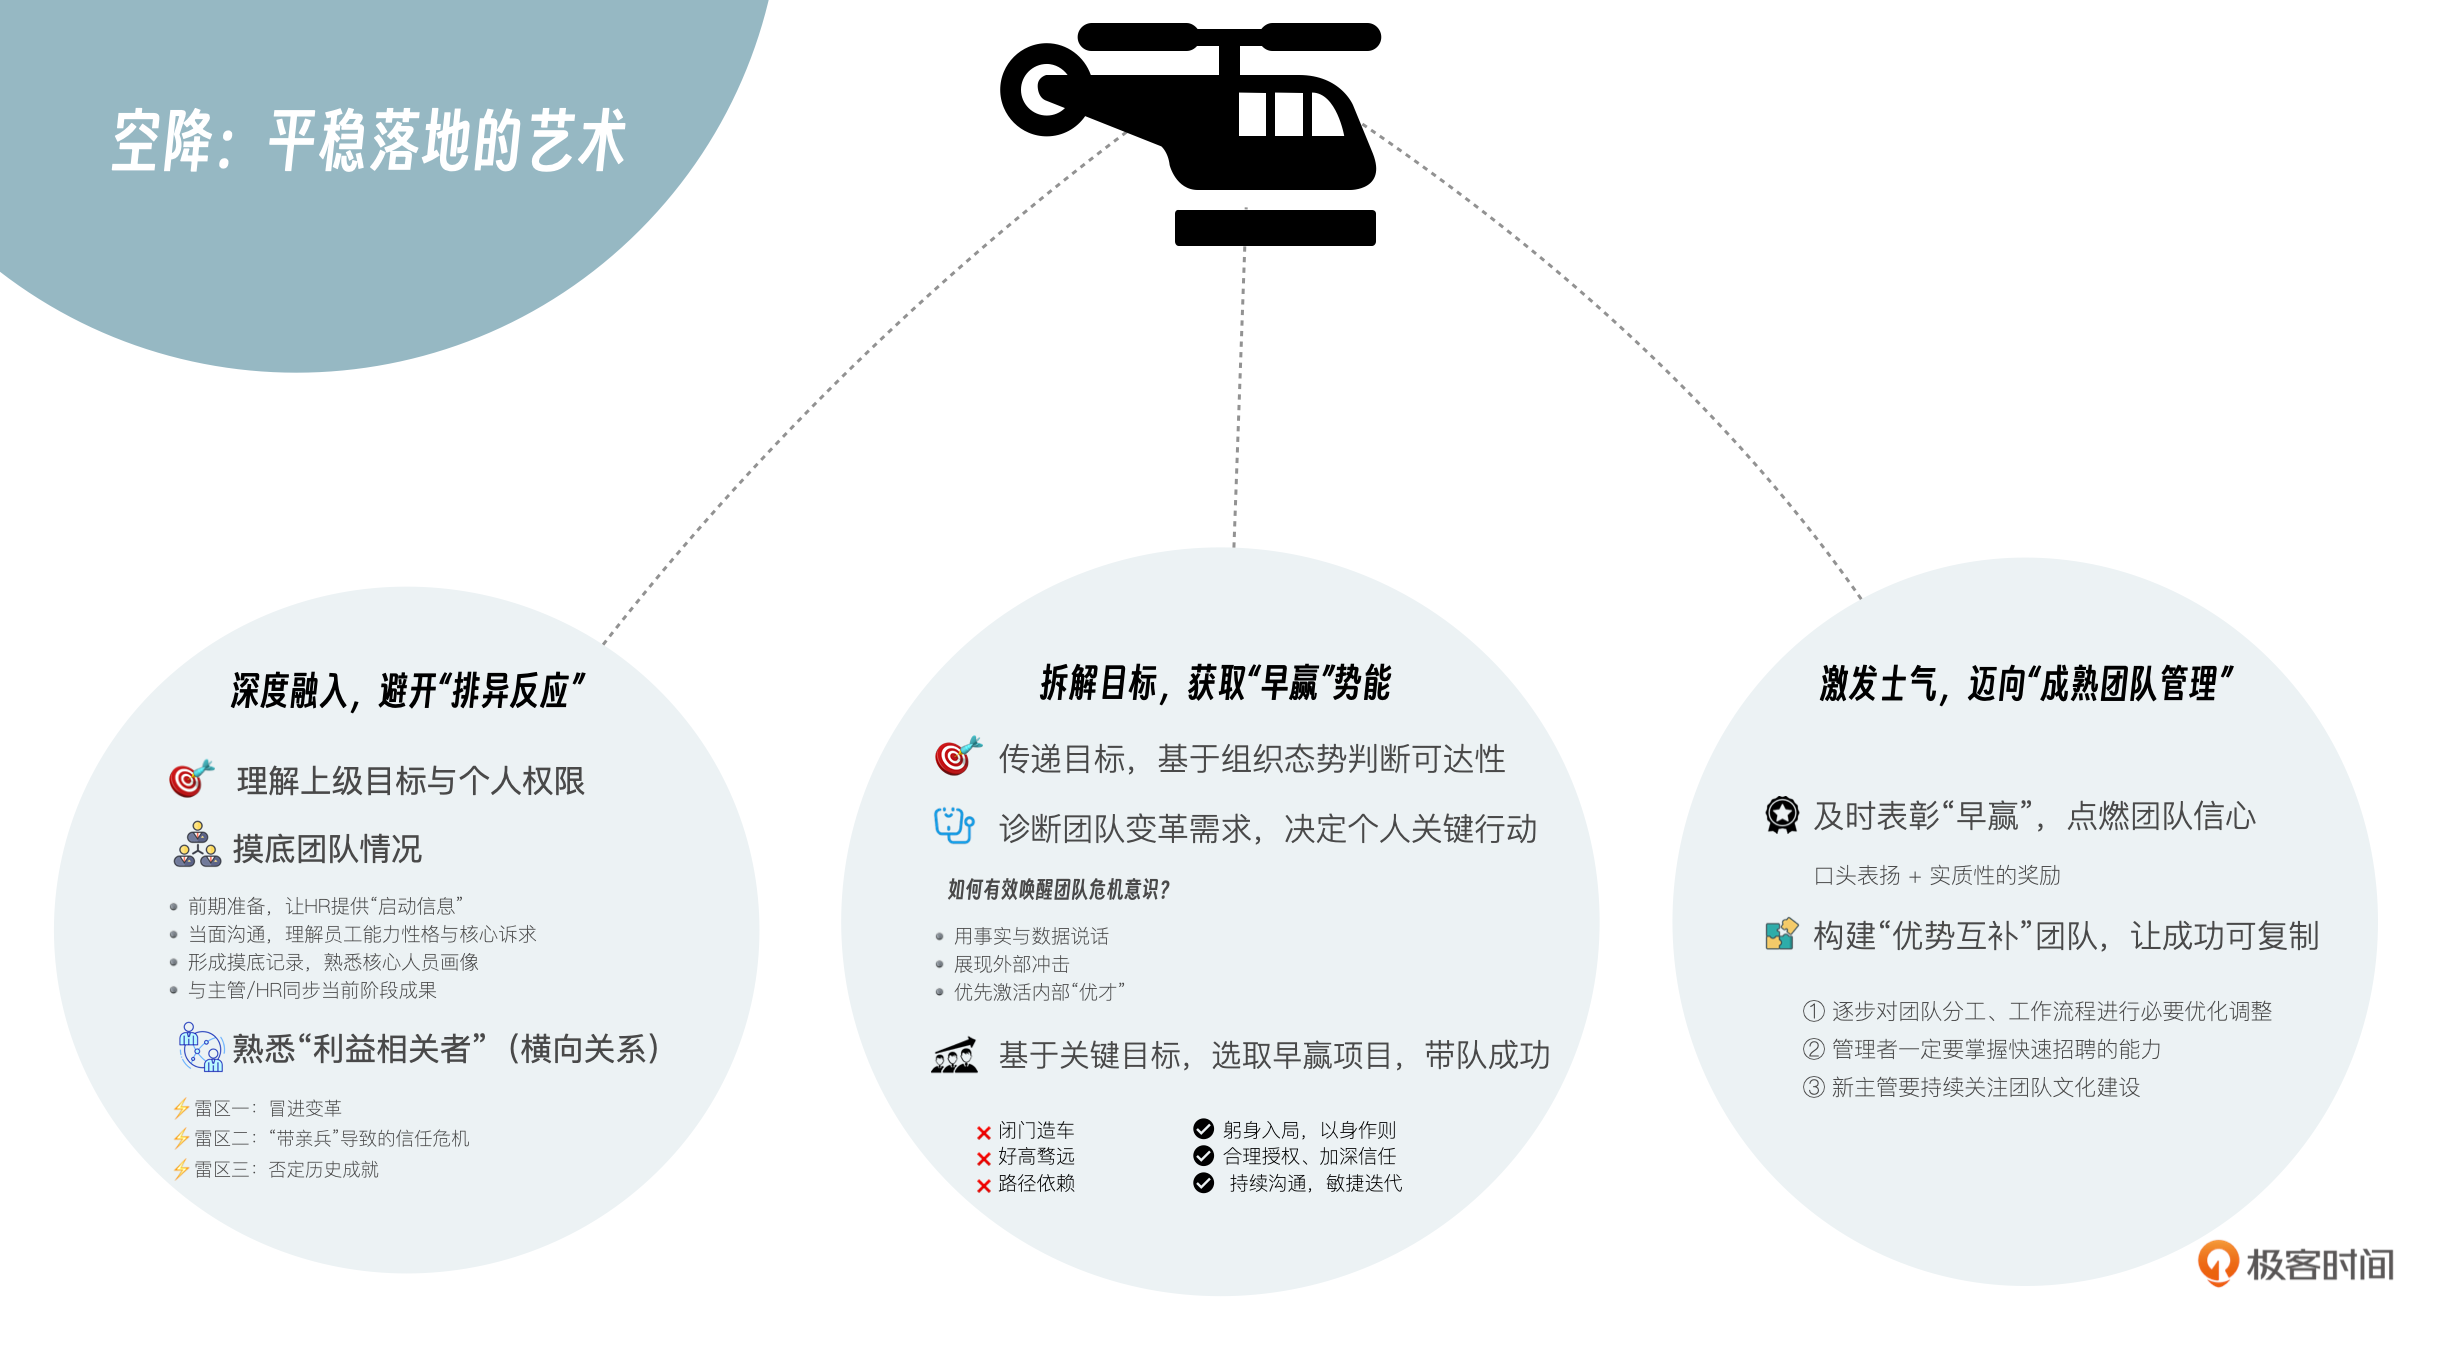 空降：平稳落地的艺术
深度融入，避开“排异反应”
理解上级目标与个人权限
摸底团队情况
前期准备，让HR提供“启动信息”
当面沟通，理解员工能力性格与核心诉求
形成摸底记录，熟悉核心人员画像
与主管/HR同步当前阶段成果
熟悉“利益相关者”（横向关系）
雷区一：冒进变革
雷区二：“带亲兵”导致的信任危机
雷区三：否定历史成就
拆解目标，获取“早赢”势能
传递目标，基于组织态势判断可达性
诊断团队变革需求，决定个人关键行动
如何有效唤醒团队危机意识？
用事实与数据说话
展现外部冲击
优先激活内部“优才”
基于关键目标，选取早赢项目，带队成功
闭门造车
好高骛远
路径依赖
躬身入局，以身作则
合理授权、加深信任
持续沟通，敏捷迭代
激发士气，迈向“成熟团队管理”
及时表彰“早赢”，点燃团队信心
口头表扬 + 实质性的奖励
构建“优势互补”团队，让成功可复制
① 逐步对团队分工、工作流程进行必要优化调整
② 管理者一定要掌握快速招聘的能力
③ 新主管要持续关注团队文化建设
极客时间